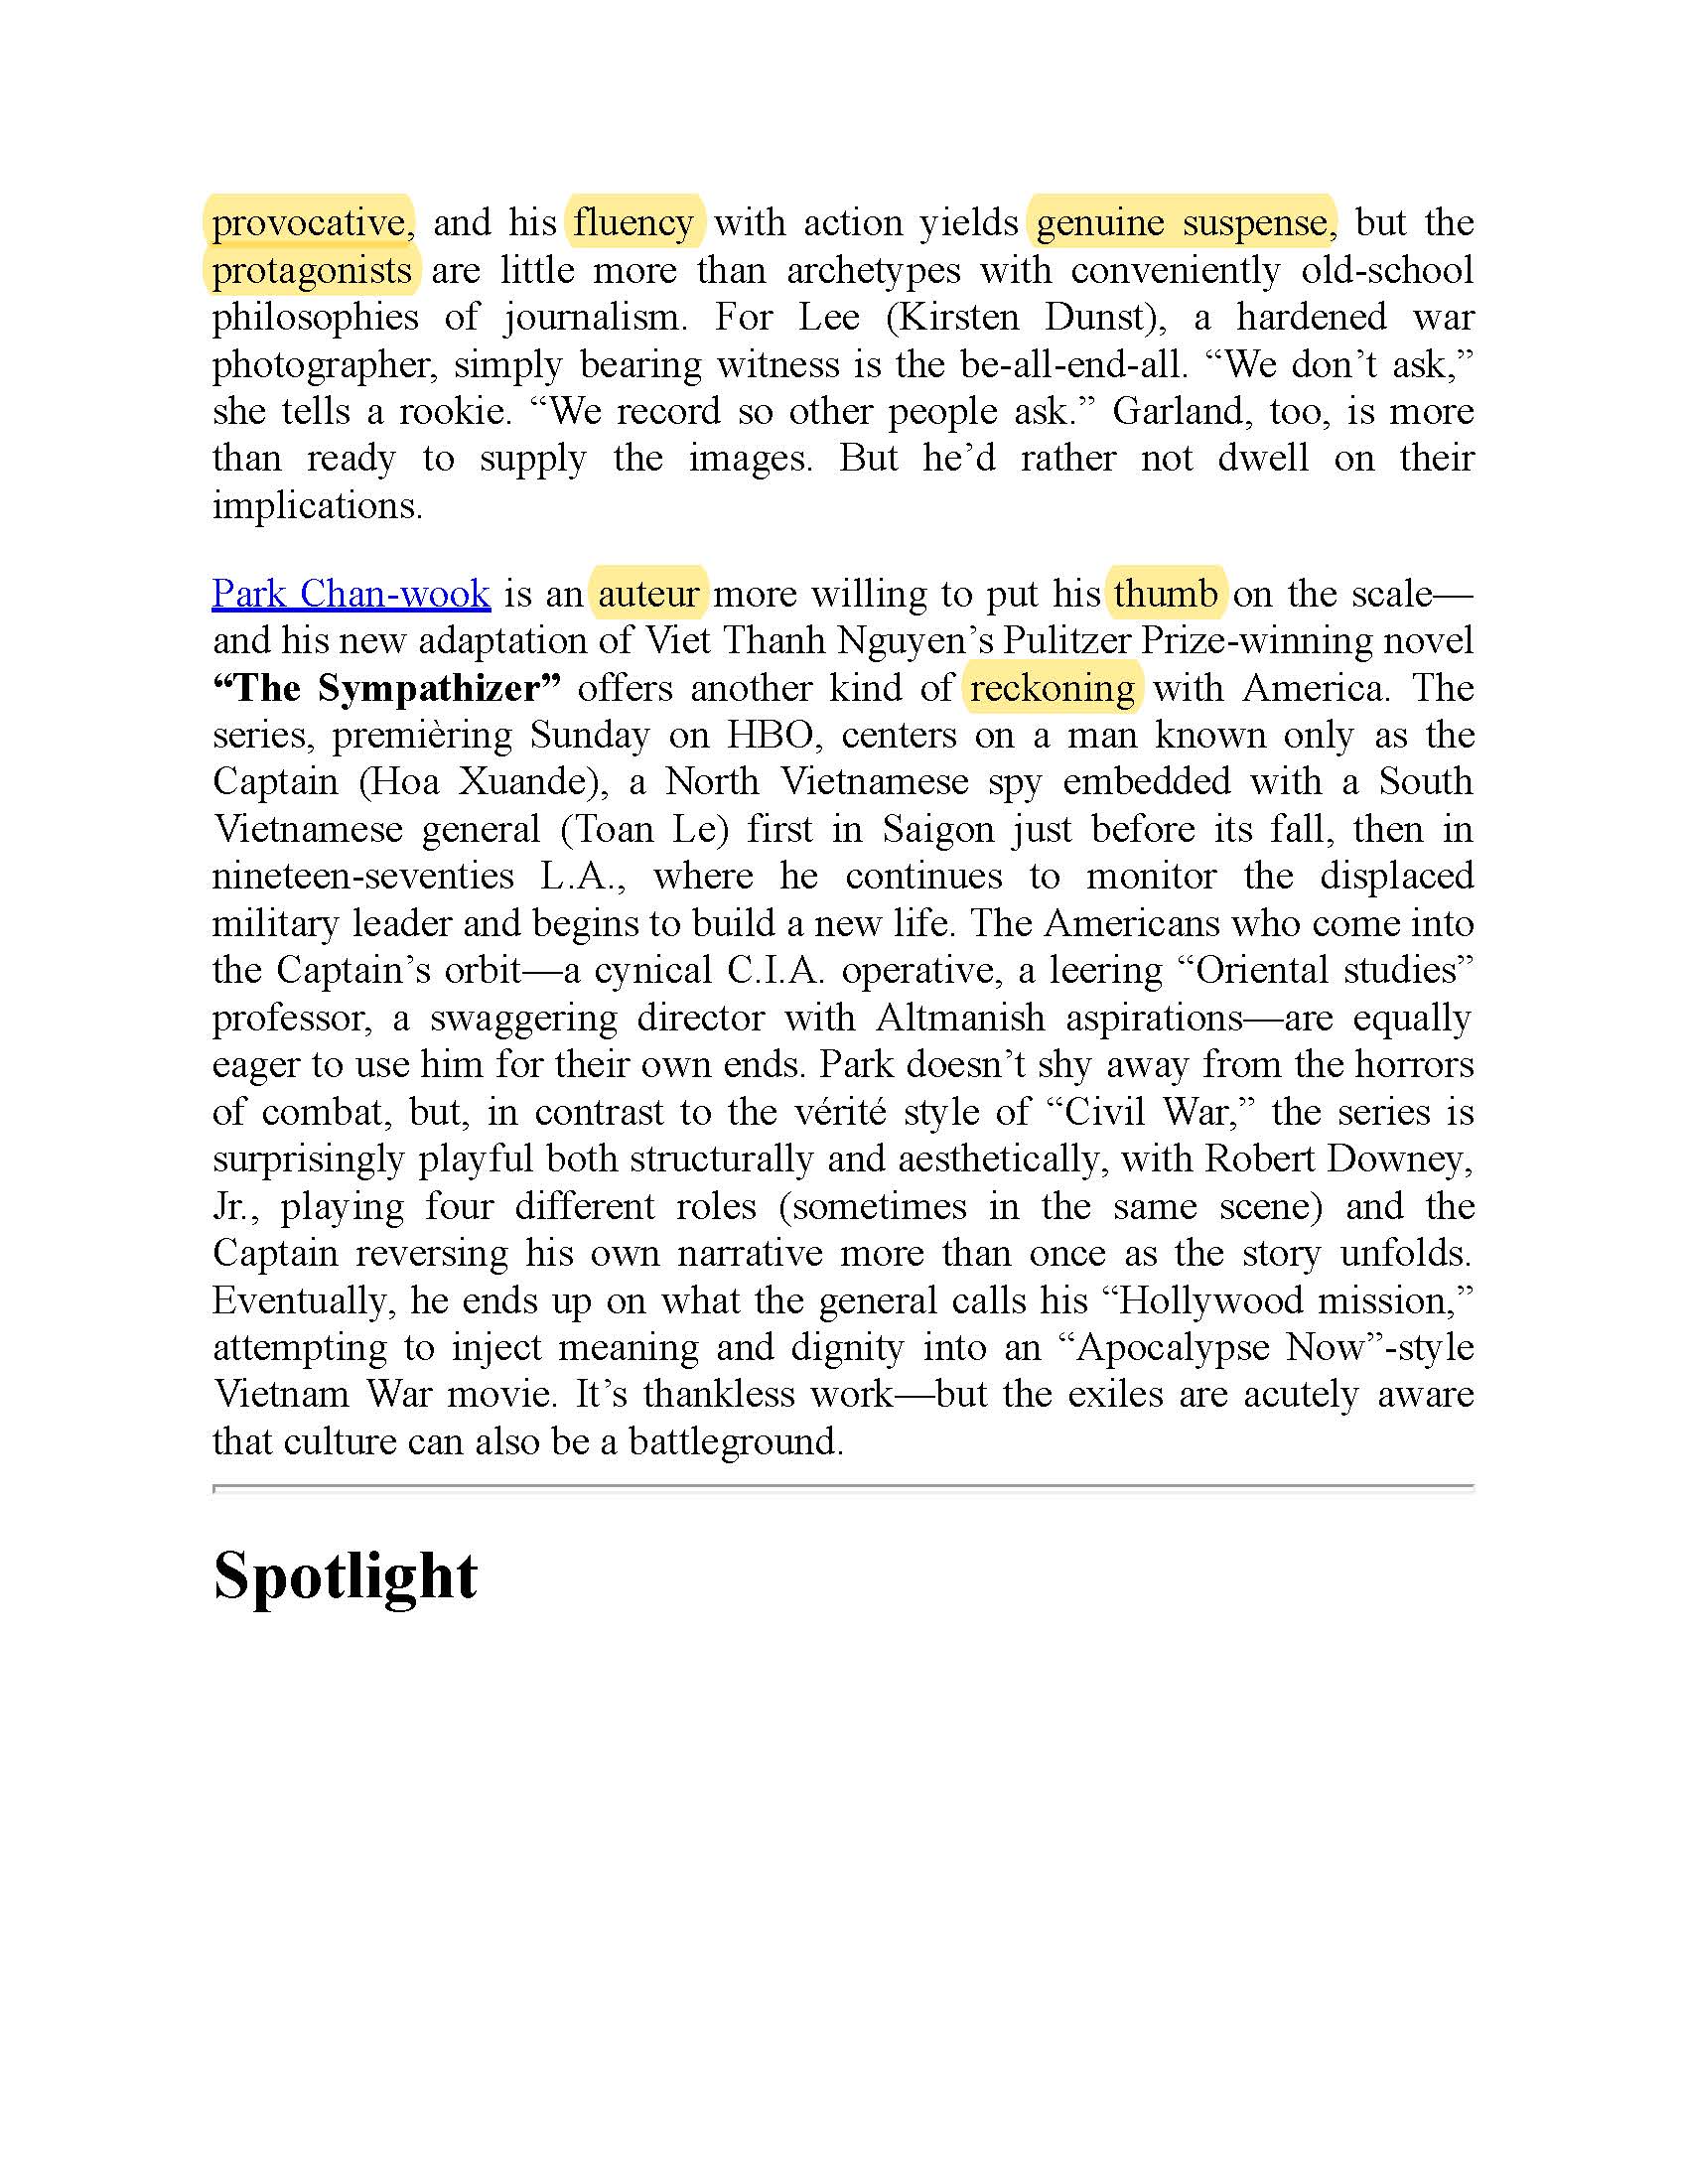 provocative, and his fluency with action yields genuine suspense, but the
protagonists are little more than archetypes with conveniently old-school
philosophies of journalism. For Lee (Kirsten Dunst), a hardened war
photographer, simply bearing witness is the be-all-end-all. “We don’t ask,”
she tells a rookie. “We record so other people ask.” Garland, too, is more
than ready to supply the images. But he’d rather not dwell on their
implications.
Park Chan-wook is an auteur more willing to put his thumb on the scale—
and his new adaptation of Viet Thanh Nguyen’s Pulitzer Prize-winning novel
“The Sympathizer” offers another kind of reckoning with America. The
series, premièring Sunday on HBO, centers on a man known only as the
Captain (Hoa Xuande), a North Vietnamese spy embedded with a South
Vietnamese general (Toan Le) first in Saigon just before its fall, then in
nineteen-seventies L.A., where he continues to monitor the displaced
military leader and begins to build a new life. The Americans who come into
the Captain’s orbit—a cynical C.I.A. operative, a leering “Oriental studies”
professor, a swaggering director with Altmanish aspirations—are equally
eager to use him for their own ends. Park doesn’t shy away from the horrors
of combat, but, in contrast to the vérité style of “Civil War,” the series is
surprisingly playful both structurally and aesthetically, with Robert Downey,
Jr., playing four different roles (sometimes in the same scene) and the
Captain reversing his own narrative more than once as the story unfolds.
Eventually, he ends up on what the general calls his “Hollywood mission,”
attempting to inject meaning and dignity into an “Apocalypse Now”-style
Vietnam War movie. It’s thankless work—but the exiles are acutely aware
that culture can also be a battleground.
Spotlight